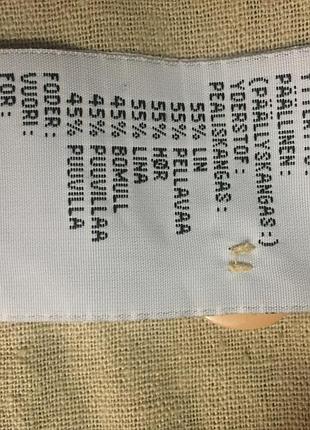 PÄÄLLINEN:
(PÄÄLLYSKANGAS:)
YDERSTOF:
PEALISKANGAS:
55% LIN
55% PELLAVAA
55% HØR
55% LINA
45% BOMULL
45% PUUVILLAA
45% PUUVILLA
FODER:
VUORI:
FOR: